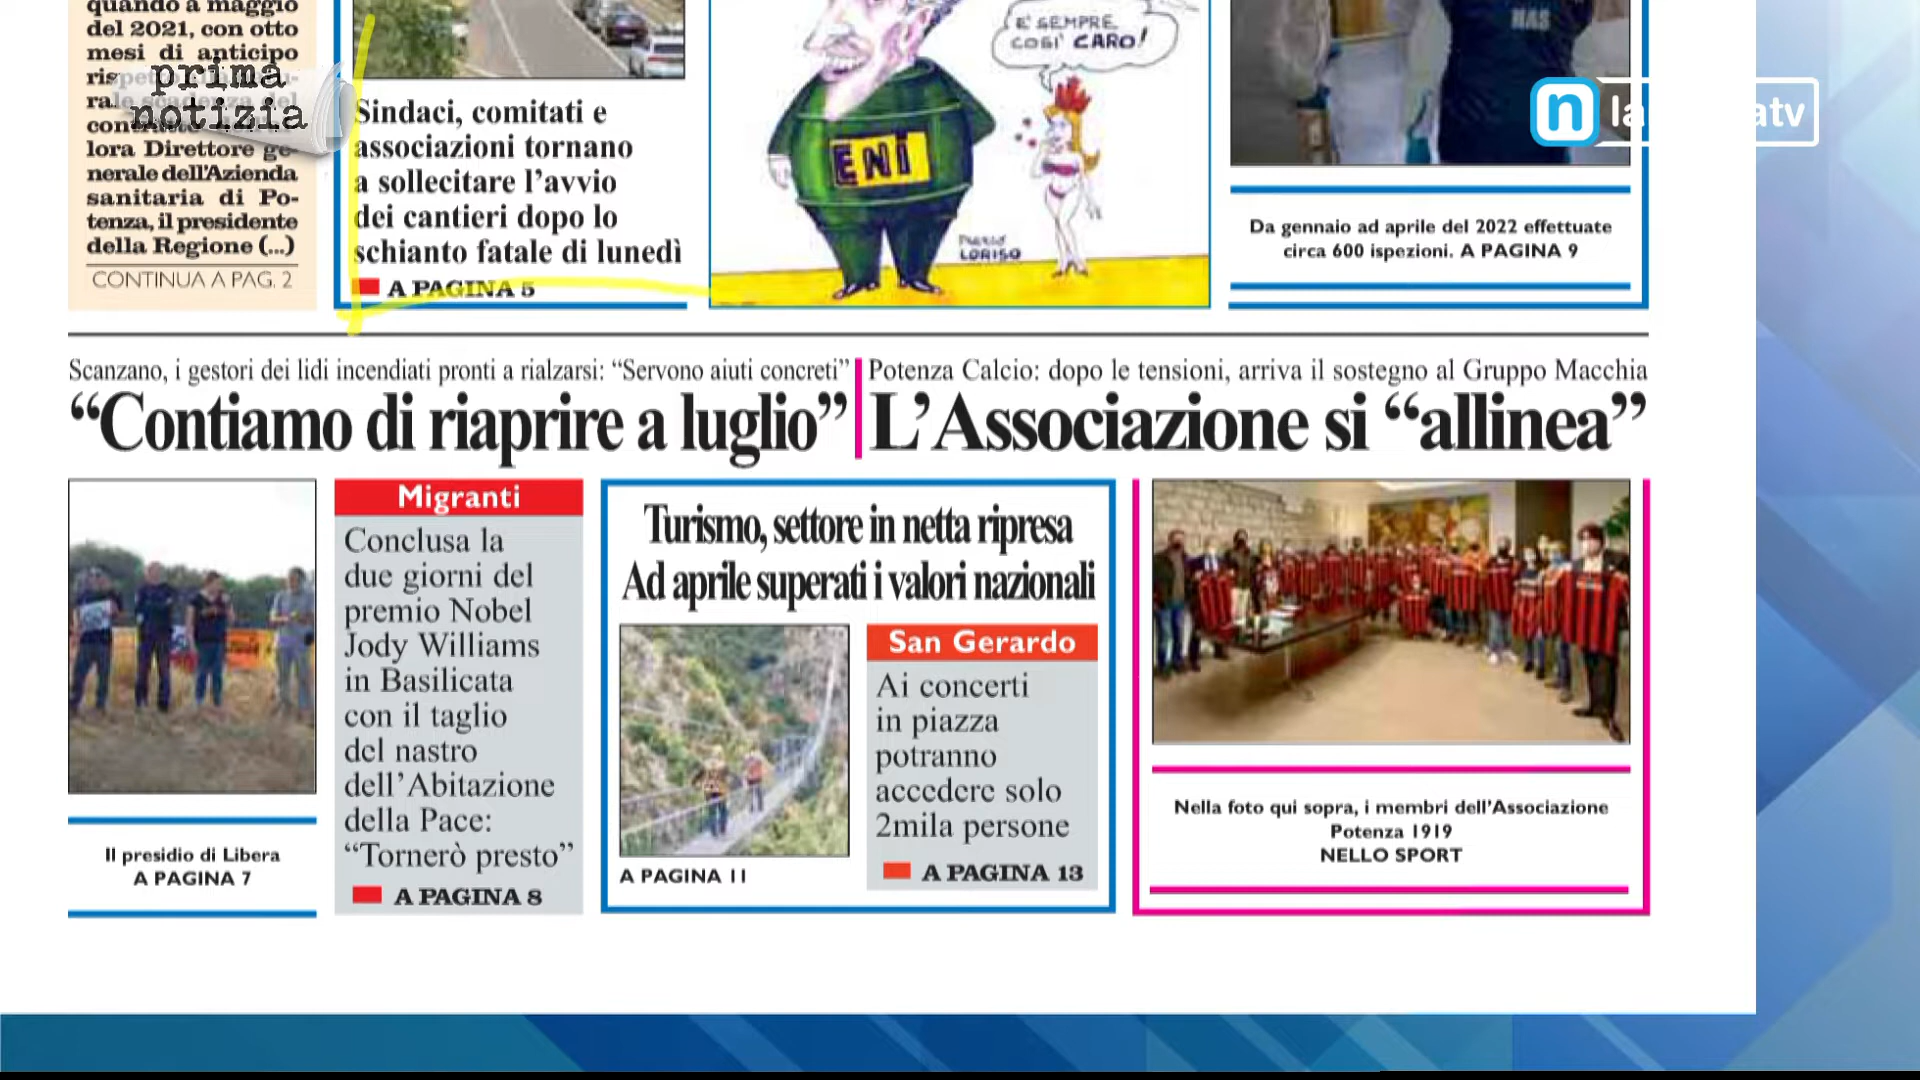 quando a maggio
del 2021, con otto
mesi di anticipo
prima
notizia
lora Direttore ge-
nerale dell'Azienda
sanitaria di Po-
tenza, il presidente
della Regione (...)
CONTINUA A PAG. 2
Sindaci, comitati e
associazioni tornano
a sollecitare l'avvio
dei cantieri dopo lo
schianto fatale di lunedì
A PAGINA 5
E' SEMPRE
COSI' CARO!
ENI
LORISO
NAS
n la atv
Da gennaio ad aprile del 2022 effettuate
circa 600 ispezioni. A PAGINA 9
Scanzano, i gestori dei lidi incendiati pronti a rialzarsi: “Servono aiuti concreti”
“Contiamo di riaprire a luglio”
Potenza Calcio: dopo le tensioni, arriva il sostegno al Gruppo Macchia
L'Associazione si “allinea”
Il presidio di Libera
A PAGINA 7
Migranti
Conclusa la
due giorni del
premio Nobel
Jody Williams
in Basilicata
con il taglio
del nastro
dell'Abitazione
della Pace:
“Tornerò presto”
A PAGINA 8
Turismo, settore in netta ripresa
Ad aprile superati i valori nazionali
A PAGINA 11
San Gerardo
Ai concerti
in piazza
potranno
accedere solo
2mila persone
A PAGINA 13
Nella foto qui sopra, i membri dell'Associazione
Potenza 1919
NELLO SPORT